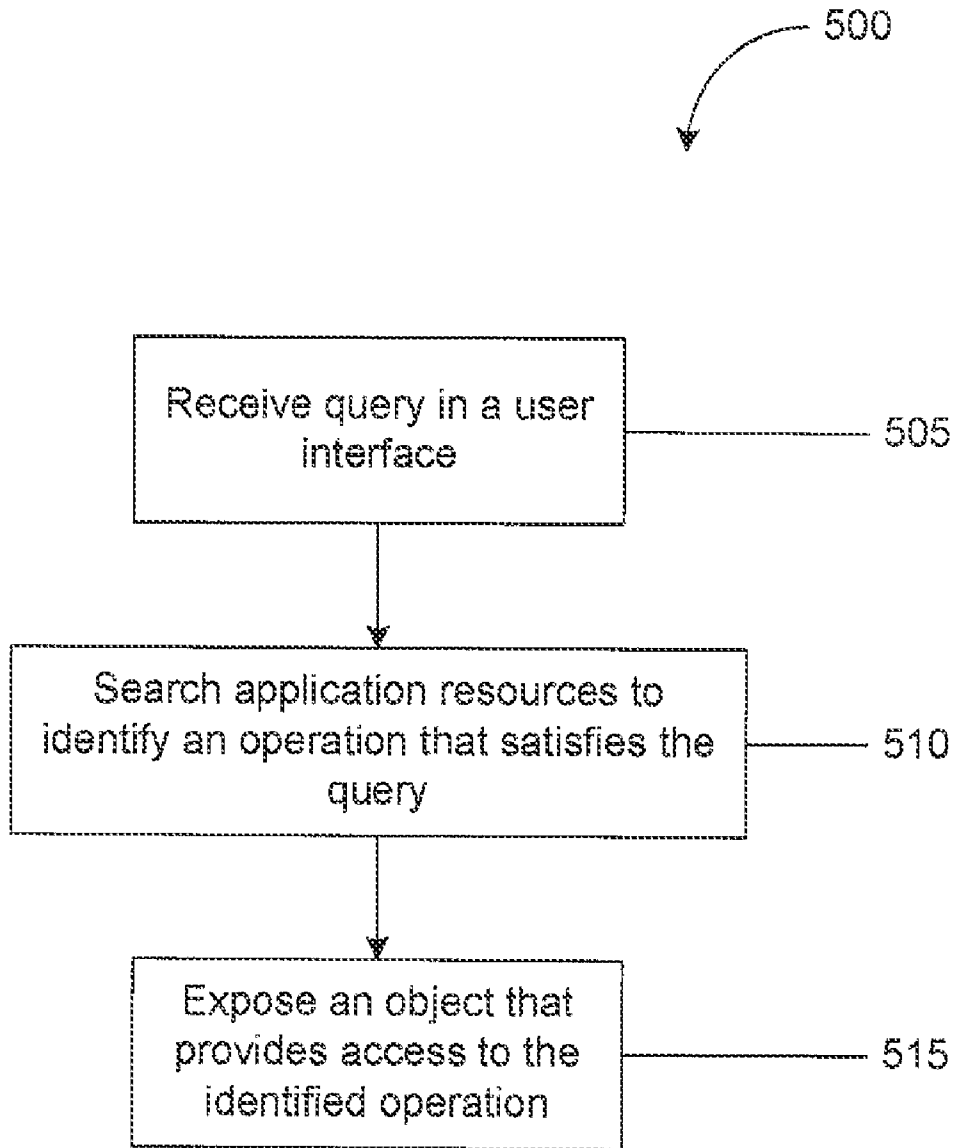 500
Receive query in a user
interface
505
Search application resources to
identify an operation that satisfies the
query
510
Expose an object that
provides access to the
identified operation
515